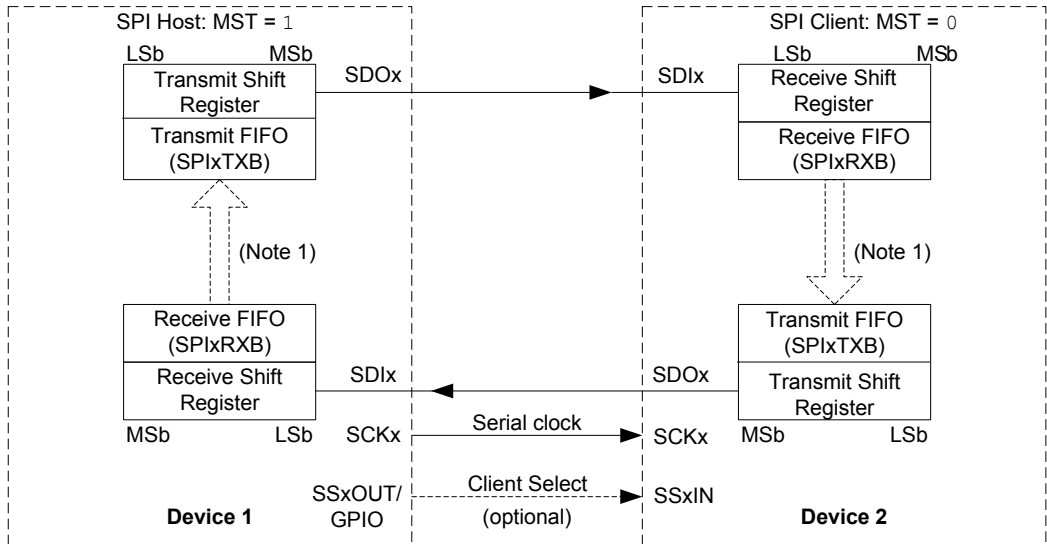 SPI Host: MST = 1
SPI Client: MST = 0
LSb
MSb
LSb
MSb
Transmit Shift
Register
SDOx
SDIx
Receive Shift
Register
Transmit FIFO
(SPIxTXB)
Receive FIFO
(SPIxRXB)
(Note 1)
(Note 1)
Receive FIFO
(SPIxRXB)
Transmit FIFO
(SPIxTXB)
Receive Shift
Register
SDIx
SDOx
Transmit Shift
Register
MSb
LSb
SCKx
Serial clock
SCKx
MSb
LSb
SSxOUT/
GPIO
Client Select
(optional)
SSxIN
Device 1
Device 2